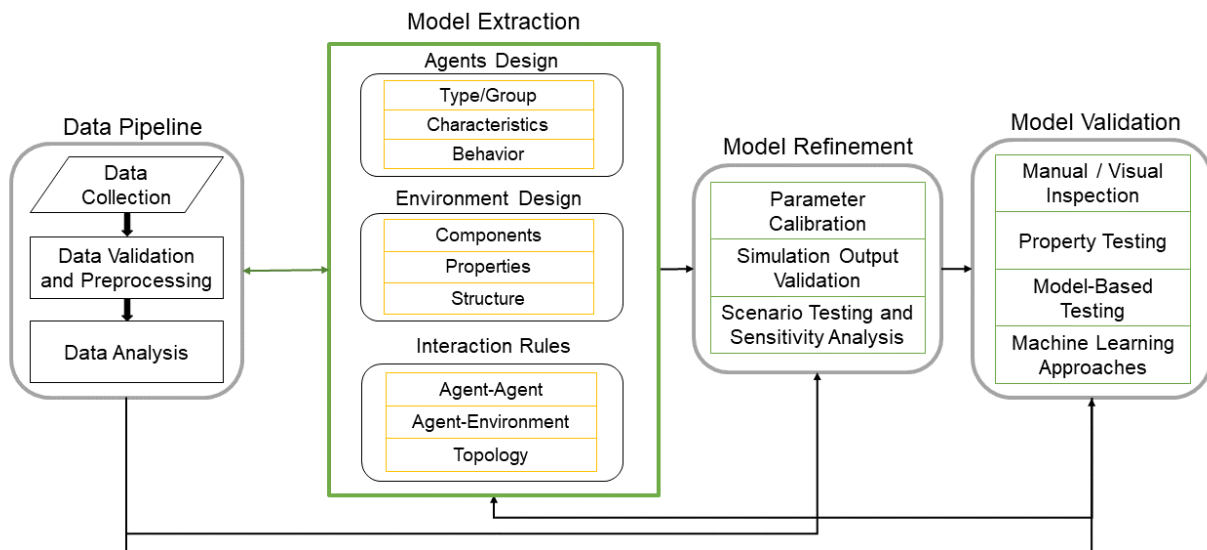 Data Pipeline
Data
Collection
Data Validation
and Preprocessing
Data Analysis
Model Extraction
Agents Design
Type/Group
Characteristics
Behavior
Environment Design
Components
Properties
Structure
Interaction Rules
Agent-Agent
Agent-Environment
Topology
Model Refinement
Parameter
Calibration
Simulation Output
Validation
Scenario Testing and
Sensitivity Analysis
Model Validation
Manual / Visual
Inspection
Property Testing
Model-Based
Testing
Machine Learning
Approaches